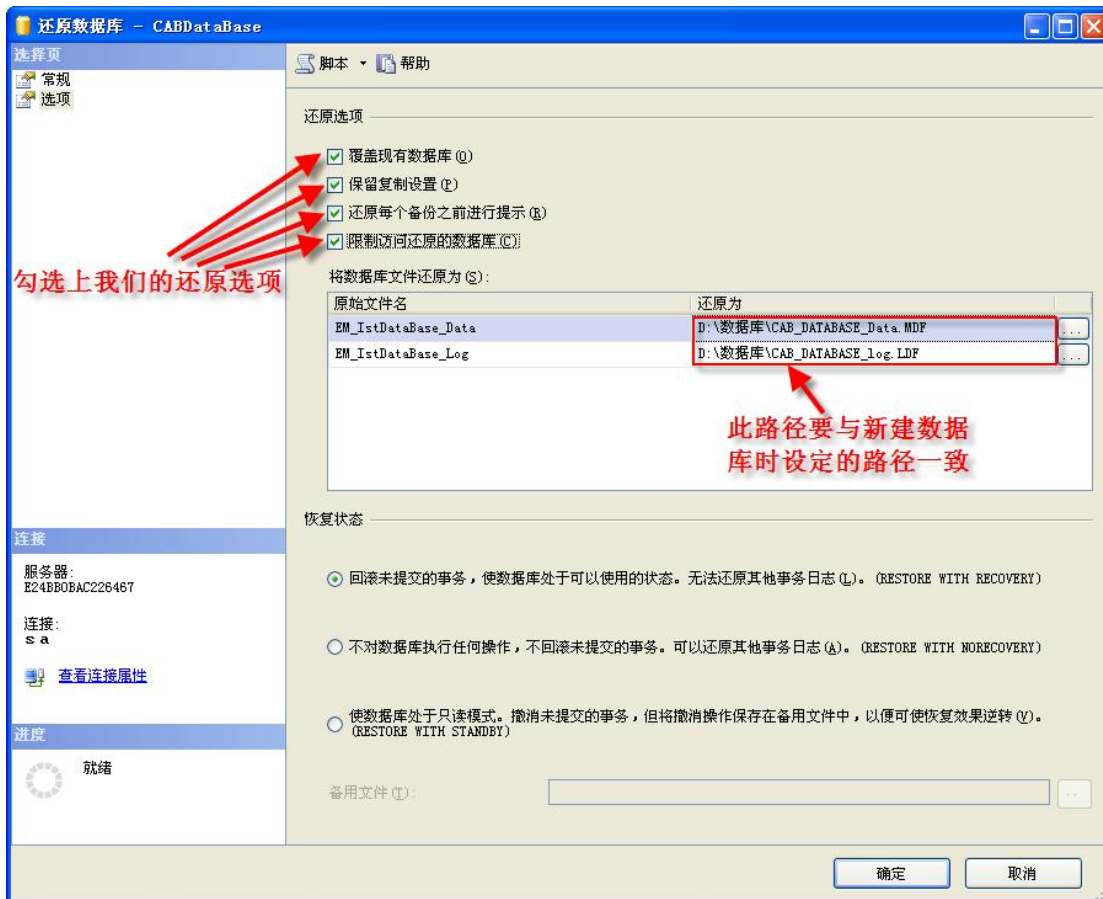 还原数据库 - CABDataBase
选择页
常规
选项
脚本
帮助
还原选项
覆盖现有数据库(O)
保留复制设置(P)
还原每个备份之前进行提示(R)
限制访问还原的数据库(C)
勾选上我们的还原选项
将数据库文件还原为(S):
原始文件名 还原为
EM_IstDataBase_Data D:\数据库\CAB_DATABASE_Data.MDF ...
EM_IstDataBase_Log D:\数据库\CAB_DATABASE_log.LDF ...
此路径要与新建数据
库时设定的路径一致
恢复状态
回滚未提交的事务，使数据库处于可以使用的状态。无法还原其他事务日志(L)。(RESTORE WITH RECOVERY)
不对数据库执行任何操作，不回滚未提交的事务。可以还原其他事务日志(A)。(RESTORE WITH NORECOVERY)
使数据库处于只读模式。撤消未提交的事务，但将撤消操作保存在备用文件中，以便可使恢复效果逆转(V)。
(RESTORE WITH STANDBY)
备用文件(T):
连接
服务器:
E24BB0BAC226467
连接:
sa
查看连接属性
进度
就绪
确定
取消